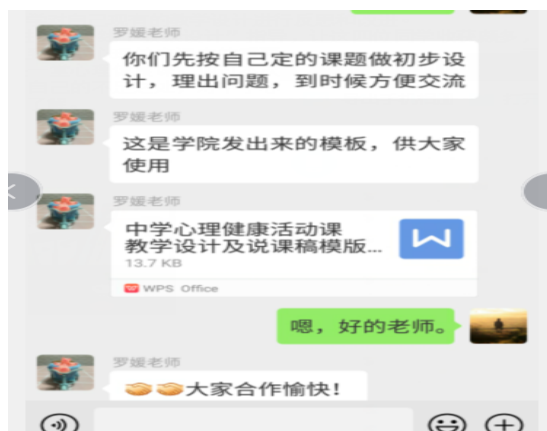 罗媛老师
你们先按自己定的课题做初步设
计，理出问题，到时候方便交流
罗媛老师
这是学院发出来的模板，供大家
使用
罗媛老师
中学心理健康活动课
教学设计及说课稿模版...
13.7 KB
WPS Office
嗯，好的老师。
罗媛老师
🤝🤝大家合作愉快！